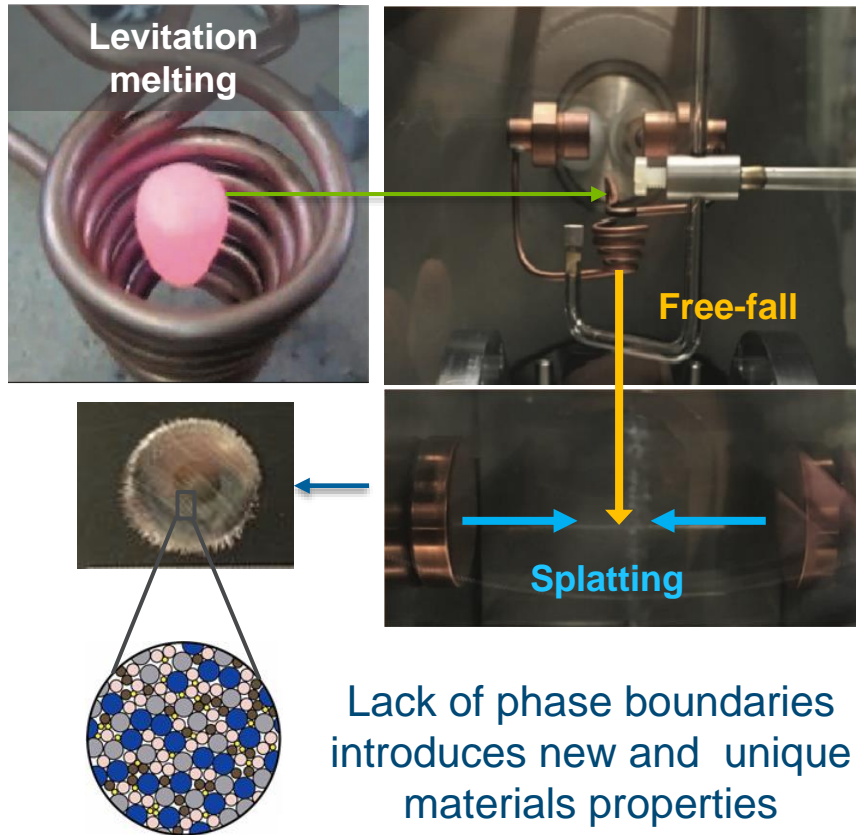 Levitation
melting
Free-fall
Splatting
Lack of phase boundaries
introduces new and  unique
materials properties